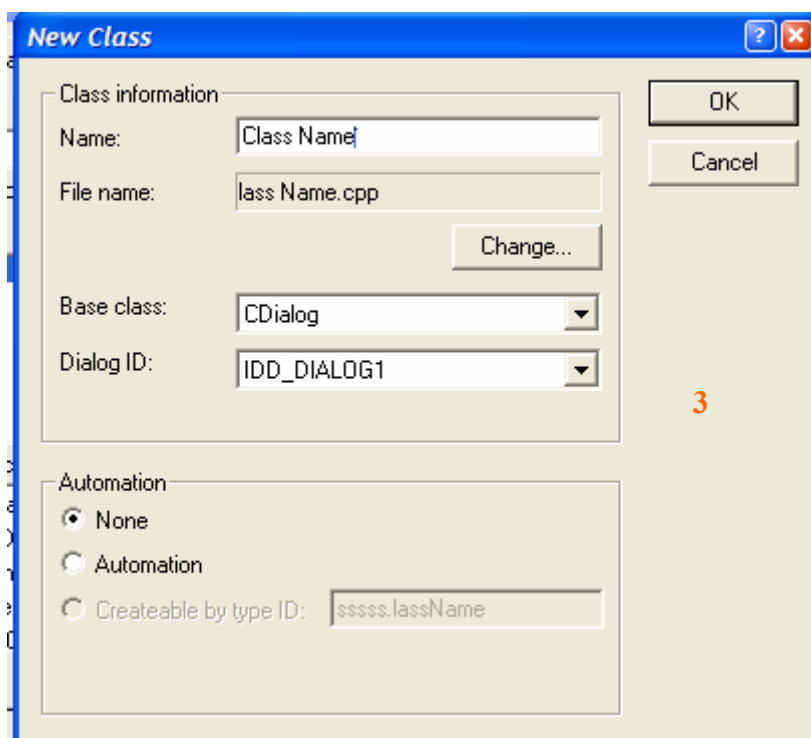 New Class
Class information
Name:
Class Name
File name:
lass Name.cpp
Change...
Base class:
CDialog
Dialog ID:
IDD_DIALOG1
OK
Cancel
3
Automation
None
Automation
Createable by type ID:
sssss.lassName